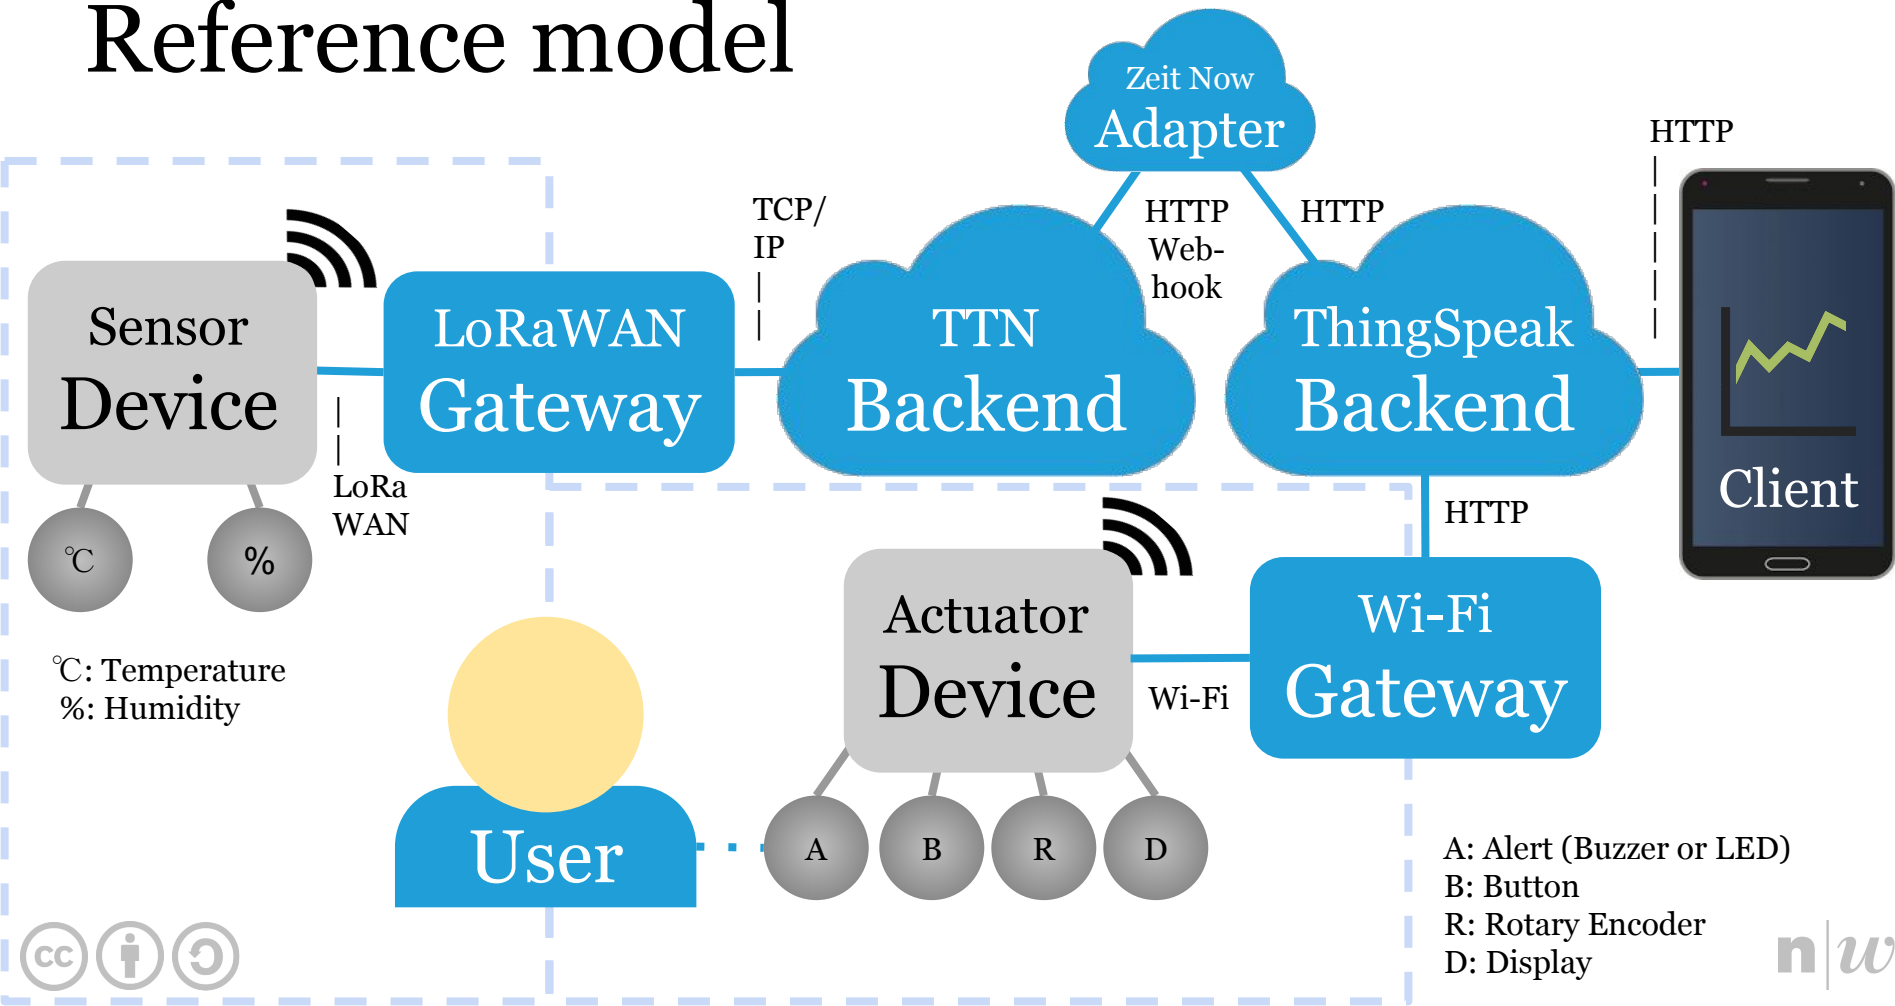 Reference model
Zeit Now
Adapter
HTTP
TCP/
IP
HTTP
Web-
hook
HTTP
Sensor
Device
LoRaWAN
Gateway
TTN
Backend
ThingSpeak
Backend
Client
LoRa
WAN
HTTP
℃
%
Actuator
Device
Wi-Fi
Wi-Fi
Gateway
℃: Temperature
%: Humidity
User
A
B
R
D
A: Alert (Buzzer or LED)
B: Button
R: Rotary Encoder
D: Display
cc
n|w